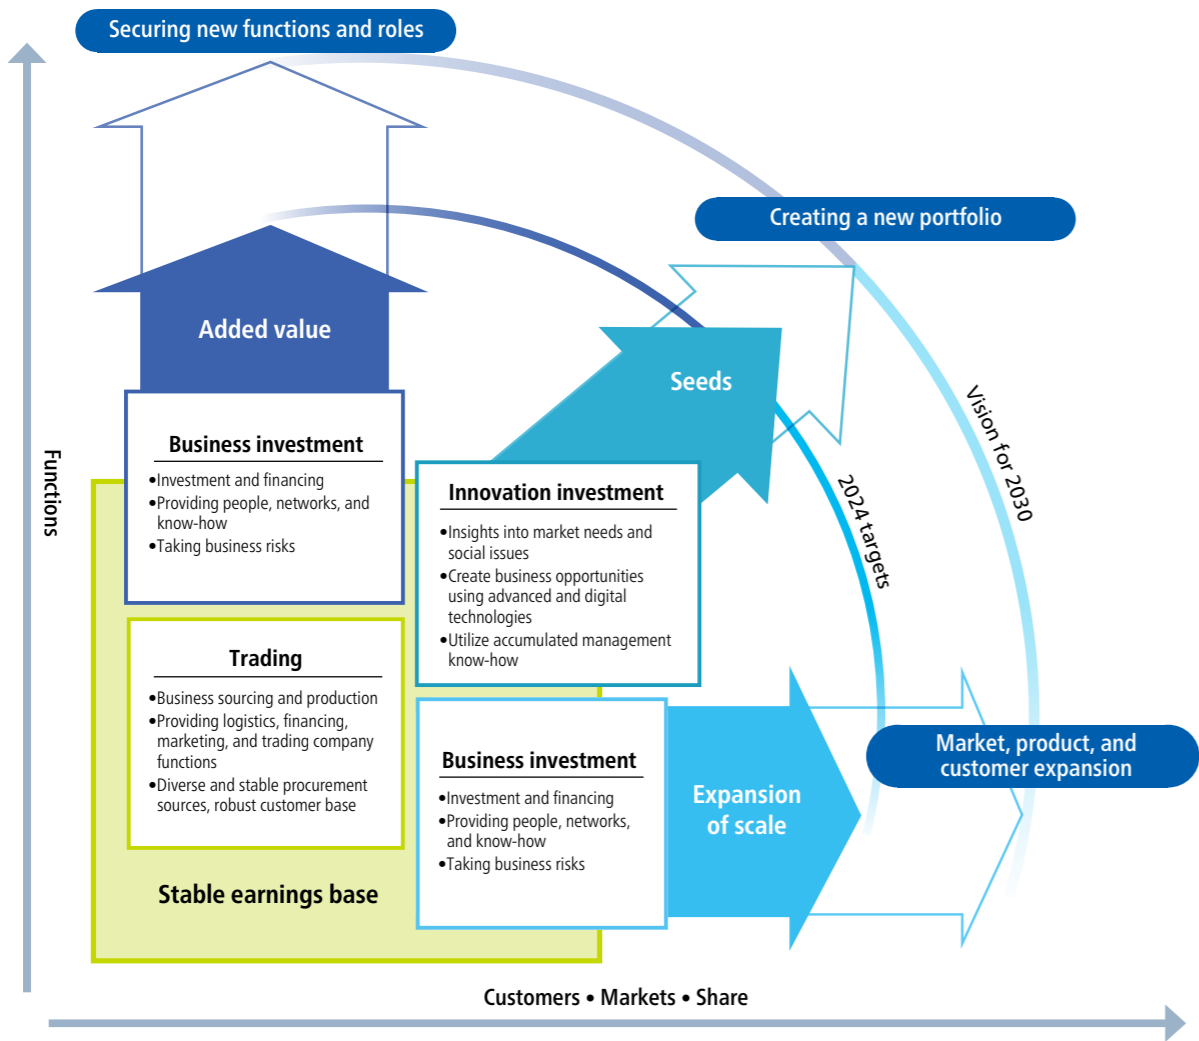 Securing new functions and roles
Creating a new portfolio
Added value
Seeds
Functions
Business investment
•Investment and financing
•Providing people, networks, and
know-how
•Taking business risks
Innovation investment
•Insights into market needs and
social issues
•Create business opportunities
using advanced and digital
technologies
•Utilize accumulated management
know-how
Vision for 2030
2024 targets
Trading
•Business sourcing and production
•Providing logistics, financing,
marketing, and trading company
functions
•Diverse and stable procurement
sources, robust customer base
Business investment
•Investment and financing
•Providing people, networks,
and know-how
•Taking business risks
Expansion
of scale
Market, product, and
customer expansion
Stable earnings base
Customers • Markets • Share